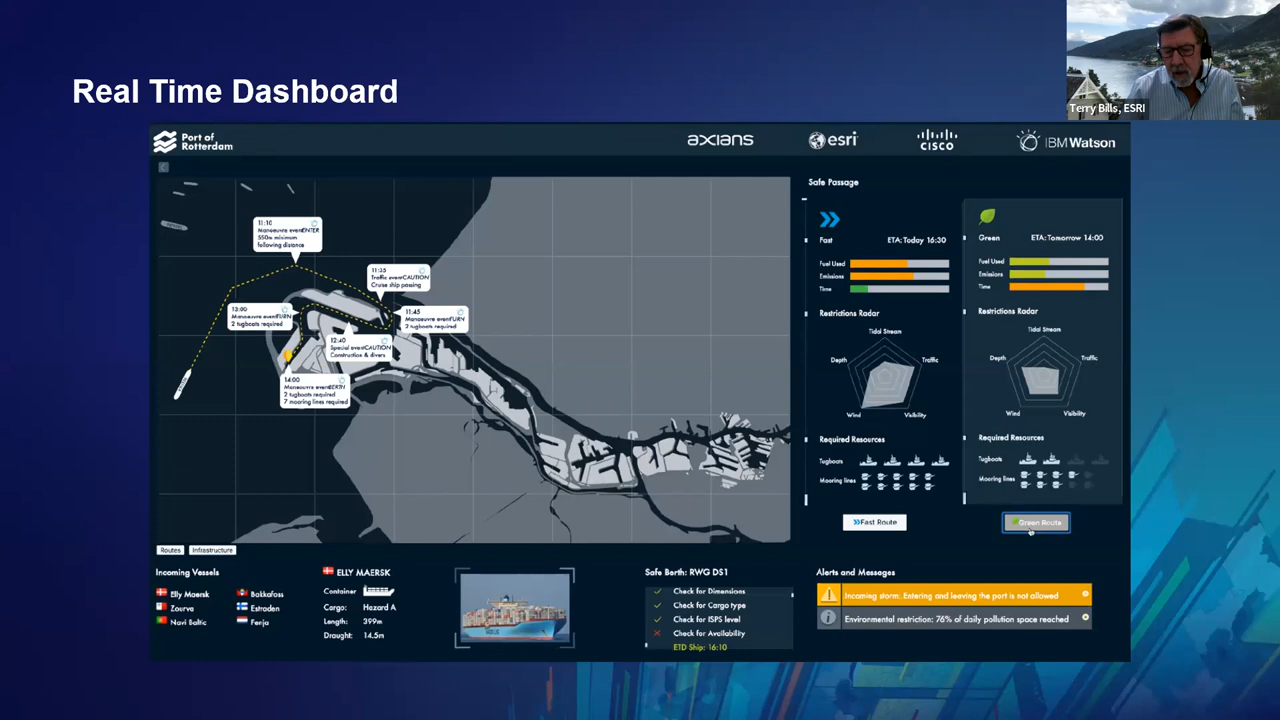 Real Time Dashboard
Terry Bills, ESRI
Port of
Rotterdam
axians
esri
CISCO
IBM Watson
11:10
Manoeuvre eventENTER
550m minimum
following distance
11:35
Traffic eventCAUTION
Cruise ship passing
13:00
Manoeuvre eventTURN
2 tugboats required
11:45
Manoeuvre eventTURN
2 tugboats required
12:40
Special eventCAUTION
Construction & divers
14:00
Manoeuvre eventBERTH
2 tugboats required
7 mooring lines required
Safe Passage
Fast
ETA: Today 16:30
Fuel Used
Emissions
Time
Restrictions Radar
Tidal Stream
Depth
Traffic
Wind
Visibility
Required Resources
Tugboats
Mooring lines
Fast Route
Green
ETA: Tomorrow 14:00
Fuel Used
Emissions
Time
Restrictions Radar
Tidal Stream
Depth
Traffic
Wind
Visibility
Required Resources
Tugboats
Mooring lines
Green Route
Routes
Infrastructure
Incoming Vessels
Elly Maersk
Zourva
Navi Baltic
Bakkafoss
Estraden
Ferja
ELLY MAERSK
Container
Cargo: Hazard A
Length: 399m
Draught: 14.5m
Safe Berth: RWG DS1
Check for Dimensions
Check for Cargo type
Check for ISPS level
Check for Availability
ETD Ship: 16:10
Alerts and Messages
Incoming storm: Entering and leaving the port is not allowed
Environmental restriction: 76% of daily pollution space reached